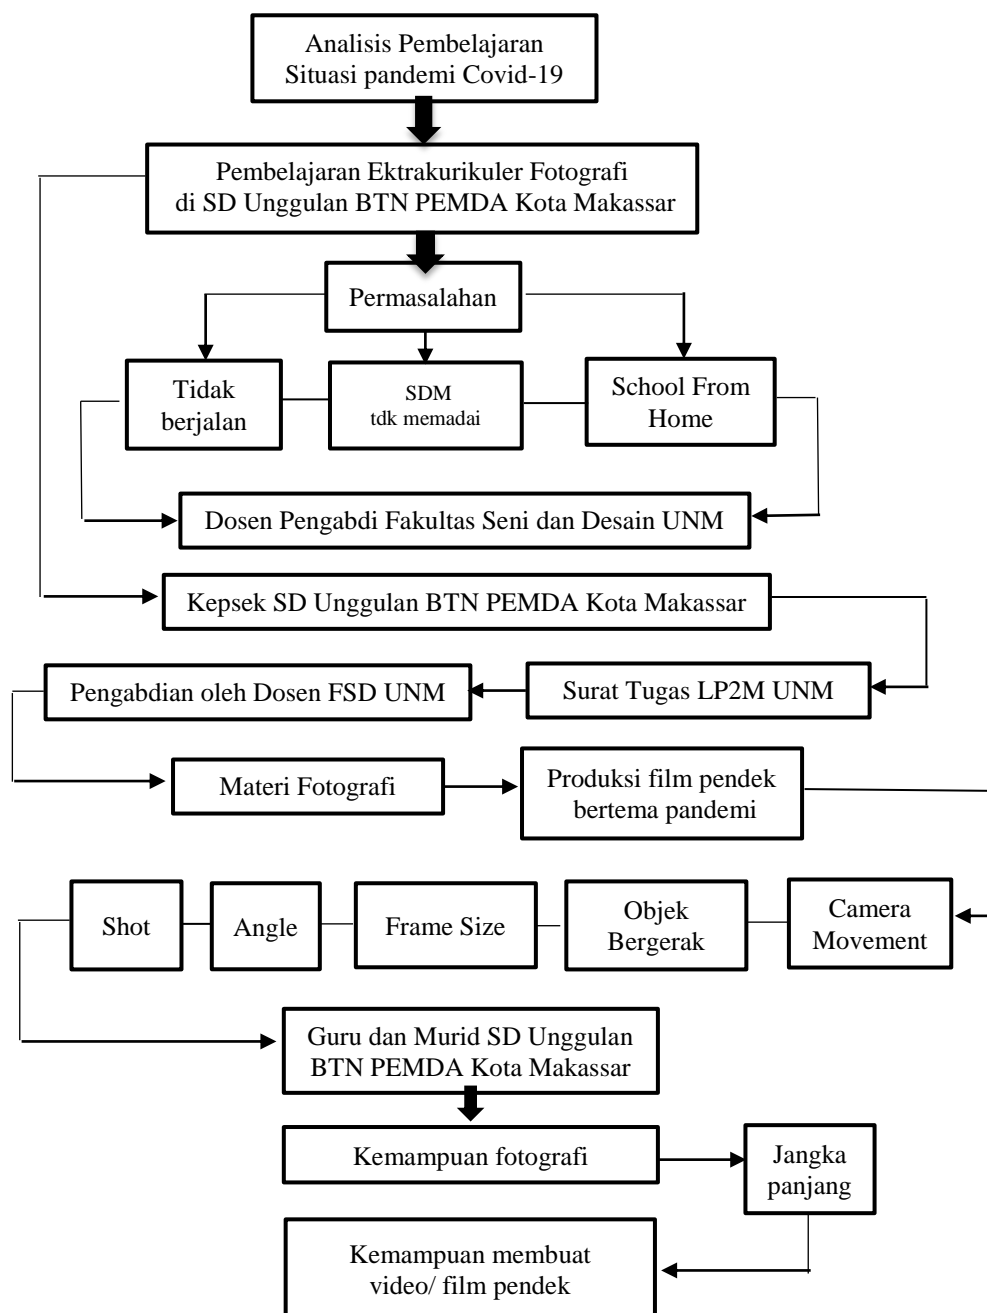 Analisis Pembelajaran
Situasi pandemi Covid-19
Pembelajaran Ektrakurikuler Fotografi
di SD Unggulan BTN PEMDA Kota Makassar
Permasalahan
Tidak
berjalan
SDM
tdk memadai
School From
Home
Dosen Pengabdi Fakultas Seni dan Desain UNM
Kepsek SD Unggulan BTN PEMDA Kota Makassar
Pengabdian oleh Dosen FSD UNM
Surat Tugas LP2M UNM
Materi Fotografi
Produksi film pendek
bertema pandemi
Shot
Angle
Frame Size
Objek
Bergerak
Camera
Movement
Guru dan Murid SD Unggulan
BTN PEMDA Kota Makassar
Kemampuan fotografi
Jangka
panjang
Kemampuan membuat
video/ film pendek